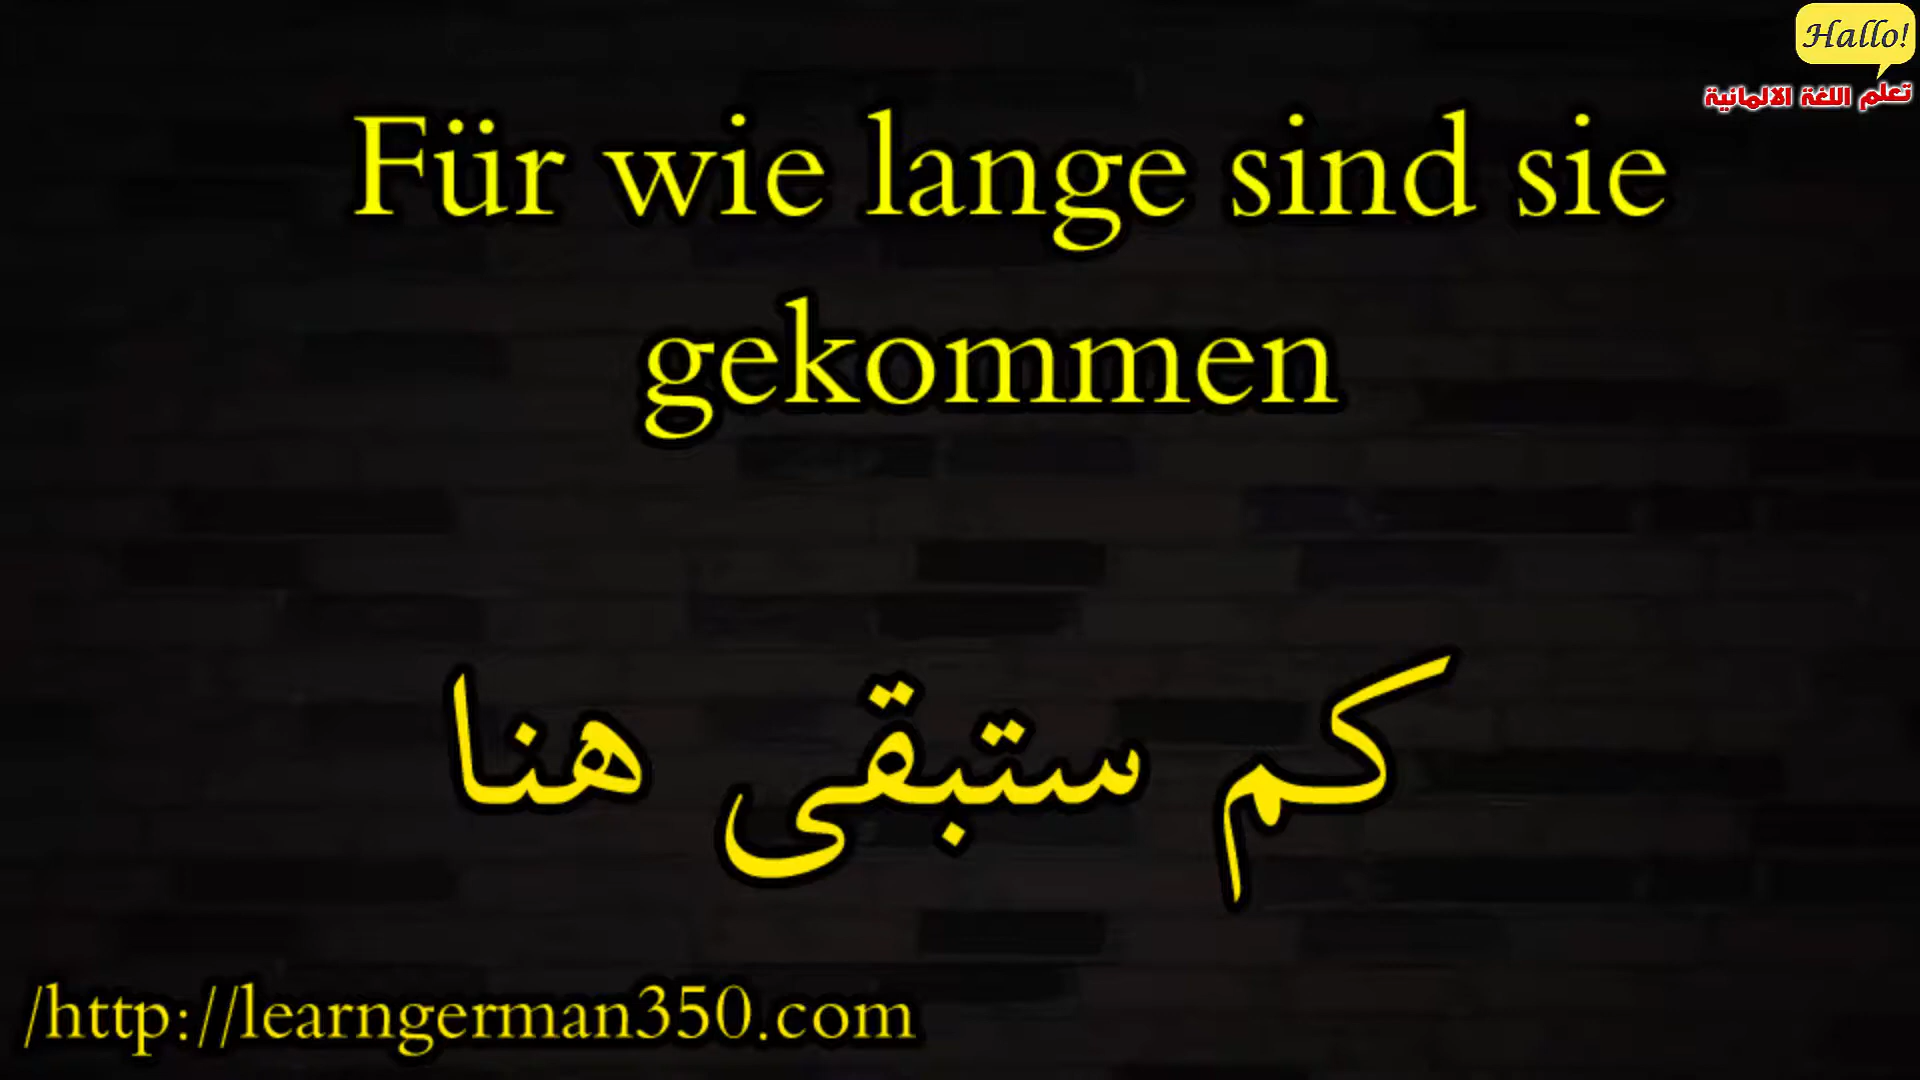 Hallo!
تعلم اللغة الالمانية
Für wie lange sind sie
gekommen
كم ستبقى هنا
/http://learngerman350.com